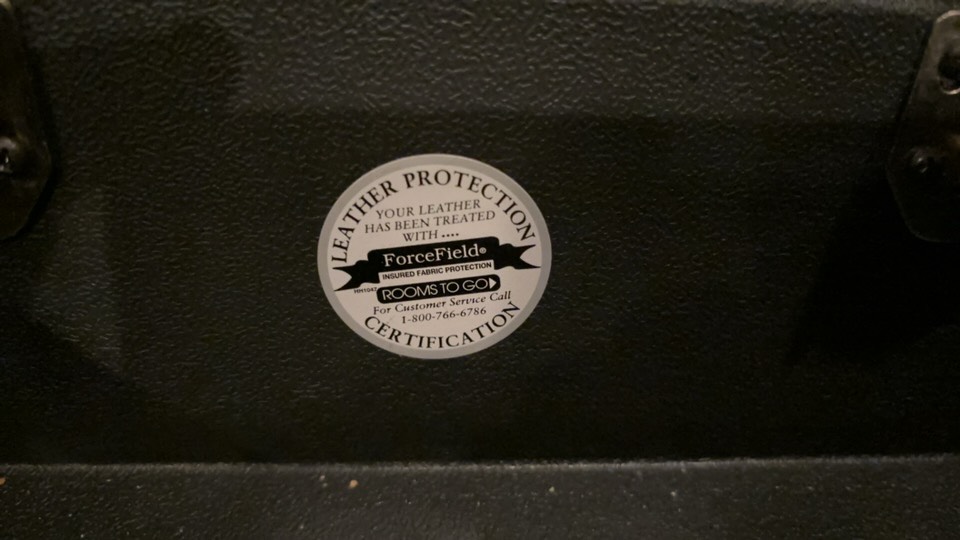 LEATHER PROTECTION
YOUR LEATHER
HAS BEEN TREATED
WITH ....
ForceField®
INSURED FABRIC PROTECTION
HH1047
ROOMS TO GO
For Customer Service Call
1-800-766-6786
CERTIFICATION